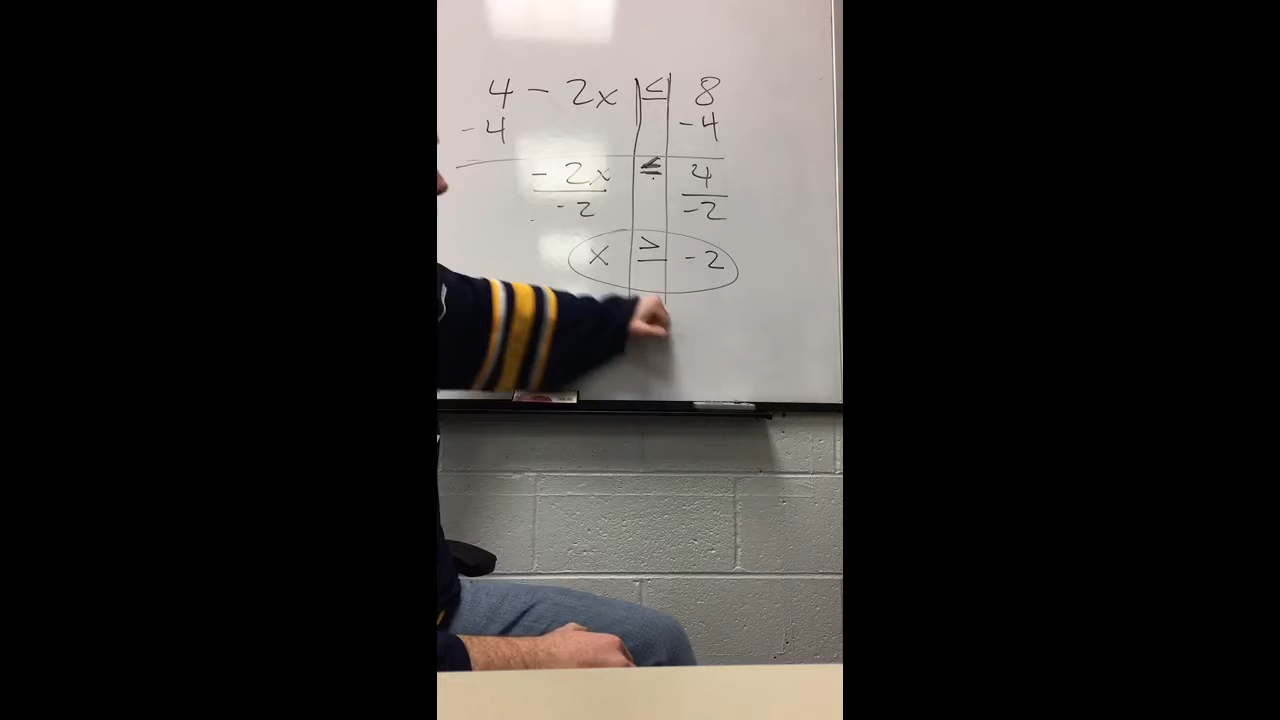 4 - 2x ≤ 8
-4 -4
-2x ≤ 4
-2 -2
x ≥ -2